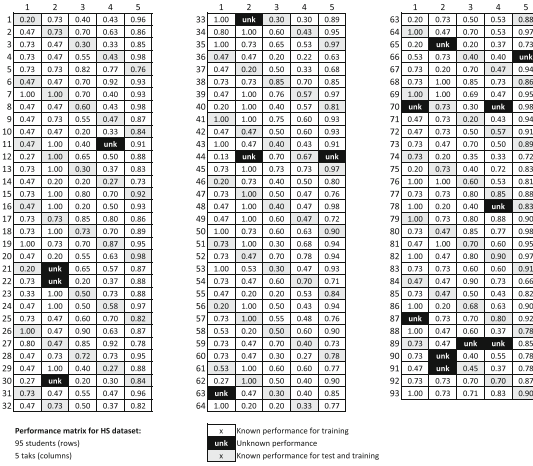 1 2 3 4 5
1 0.20 0.73 0.40 0.43 0.96
2 0.47 0.73 0.70 0.63 0.86
3 0.73 0.47 0.30 0.33 0.85
4 0.73 0.47 0.55 0.43 0.98
5 0.73 0.73 0.82 0.77 0.76
6 0.47 0.47 0.70 0.92 0.93
7 1.00 1.00 0.70 0.40 0.93
8 0.47 0.47 0.60 0.43 0.98
9 0.47 0.73 0.55 0.47 0.87
10 0.47 0.47 0.20 0.33 0.84
11 0.47 1.00 0.40 unk 0.91
12 0.27 1.00 0.65 0.50 0.88
13 0.73 1.00 0.30 0.37 0.83
14 0.47 0.20 0.20 0.27 0.73
15 0.73 1.00 0.80 0.70 0.92
16 0.47 1.00 0.20 0.50 0.93
17 0.73 0.73 0.85 0.80 0.86
18 0.73 1.00 0.73 0.70 0.89
19 1.00 0.73 0.70 0.87 0.95
20 0.47 0.20 0.55 0.63 0.98
21 0.20 unk 0.65 0.57 0.87
22 0.73 unk 0.20 0.37 0.88
23 0.33 1.00 0.50 0.73 0.88
24 0.47 1.00 0.50 0.58 0.97
25 0.73 0.47 0.60 0.70 0.82
26 1.00 0.47 0.90 0.63 0.87
27 0.80 0.47 0.85 0.92 0.78
28 0.47 0.73 0.72 0.73 0.95
29 0.47 1.00 0.40 0.27 0.88
30 0.27 unk 0.20 0.30 0.84
31 0.73 0.47 0.55 0.96 0.96
32 0.47 0.73 0.50 0.37 0.82
1 2 3 4 5
33 1.00 unk 0.30 0.30 0.89
34 0.80 1.00 0.60 0.43 0.95
35 1.00 0.73 0.65 0.53 0.97
36 0.47 0.47 0.20 0.22 0.63
37 0.47 0.20 0.50 0.33 0.68
38 0.73 0.73 0.85 0.70 0.85
39 0.47 1.00 0.76 0.57 0.97
40 0.20 1.00 0.40 0.57 0.81
41 1.00 1.00 0.75 0.60 0.91
42 0.47 0.47 0.50 0.60 0.93
43 0.47 1.00 0.40 0.43 0.91
44 0.13 unk 0.70 0.67 unk
45 0.73 1.00 0.73 0.73 0.97
46 0.20 0.73 0.40 0.50 0.80
47 0.73 1.00 0.50 0.47 0.76
48 0.47 1.00 0.40 0.47 0.98
49 0.47 1.00 0.60 0.47 0.72
50 0.73 1.00 0.60 0.63 0.90
51 0.73 1.00 0.30 0.68 0.94
52 0.73 0.47 0.70 0.78 0.94
53 1.00 0.53 0.30 0.47 0.93
54 0.73 0.47 0.60 0.70 0.71
55 0.47 0.20 0.20 0.53 0.84
56 0.20 1.00 0.50 0.43 0.94
57 0.73 1.00 0.55 0.48 0.76
58 0.53 0.20 0.50 0.60 0.90
59 0.73 0.47 0.70 0.40 0.73
60 0.73 0.47 0.30 0.27 0.78
61 0.53 1.00 0.60 0.60 0.77
62 0.27 1.00 0.50 0.40 0.90
63 unk 0.47 0.30 0.40 0.87
64 1.00 0.20 0.20 0.33 0.77
1 2 3 4 5
63 0.20 0.73 0.50 0.53 0.88
64 1.00 0.47 0.70 0.53 0.97
65 0.20 unk 0.20 0.37 0.73
66 0.53 0.73 0.40 0.40 unk
67 0.73 0.20 0.70 0.47 0.94
68 0.73 1.00 0.85 0.73 0.86
69 1.00 1.00 0.69 0.47 0.95
70 unk 0.73 0.30 unk 0.98
71 0.47 0.73 0.20 0.43 0.94
72 0.47 0.73 0.50 0.57 0.91
73 0.73 0.47 0.70 0.50 0.89
74 0.73 0.20 0.35 0.33 0.72
75 0.20 0.73 0.40 0.72 0.83
76 1.00 1.00 0.60 0.53 0.81
77 0.73 0.73 0.80 0.85 0.88
78 1.00 0.47 0.20 unk 0.83
79 1.00 0.73 0.80 0.88 0.90
80 0.73 0.47 0.85 0.77 0.98
81 0.47 1.00 0.70 0.60 0.95
82 1.00 0.47 0.80 0.90 0.97
83 0.73 0.73 0.60 0.60 0.91
84 0.47 0.47 0.90 0.73 0.66
85 0.73 0.47 0.50 0.43 0.82
86 1.00 0.20 0.68 0.63 0.90
87 unk 0.73 0.70 0.80 0.92
88 1.00 0.47 0.60 0.37 0.78
89 0.73 0.47 unk unk 0.85
90 0.73 unk 0.40 0.55 0.78
91 0.47 unk 0.45 0.37 0.78
92 0.73 0.73 0.70 0.70 0.87
93 1.00 0.73 0.71 0.83 0.90
Performance matrix for HS dataset:
95 students (rows)
5 taks (columns)
x Known performance for training
unk Unknown performance
x Known performance for test and training